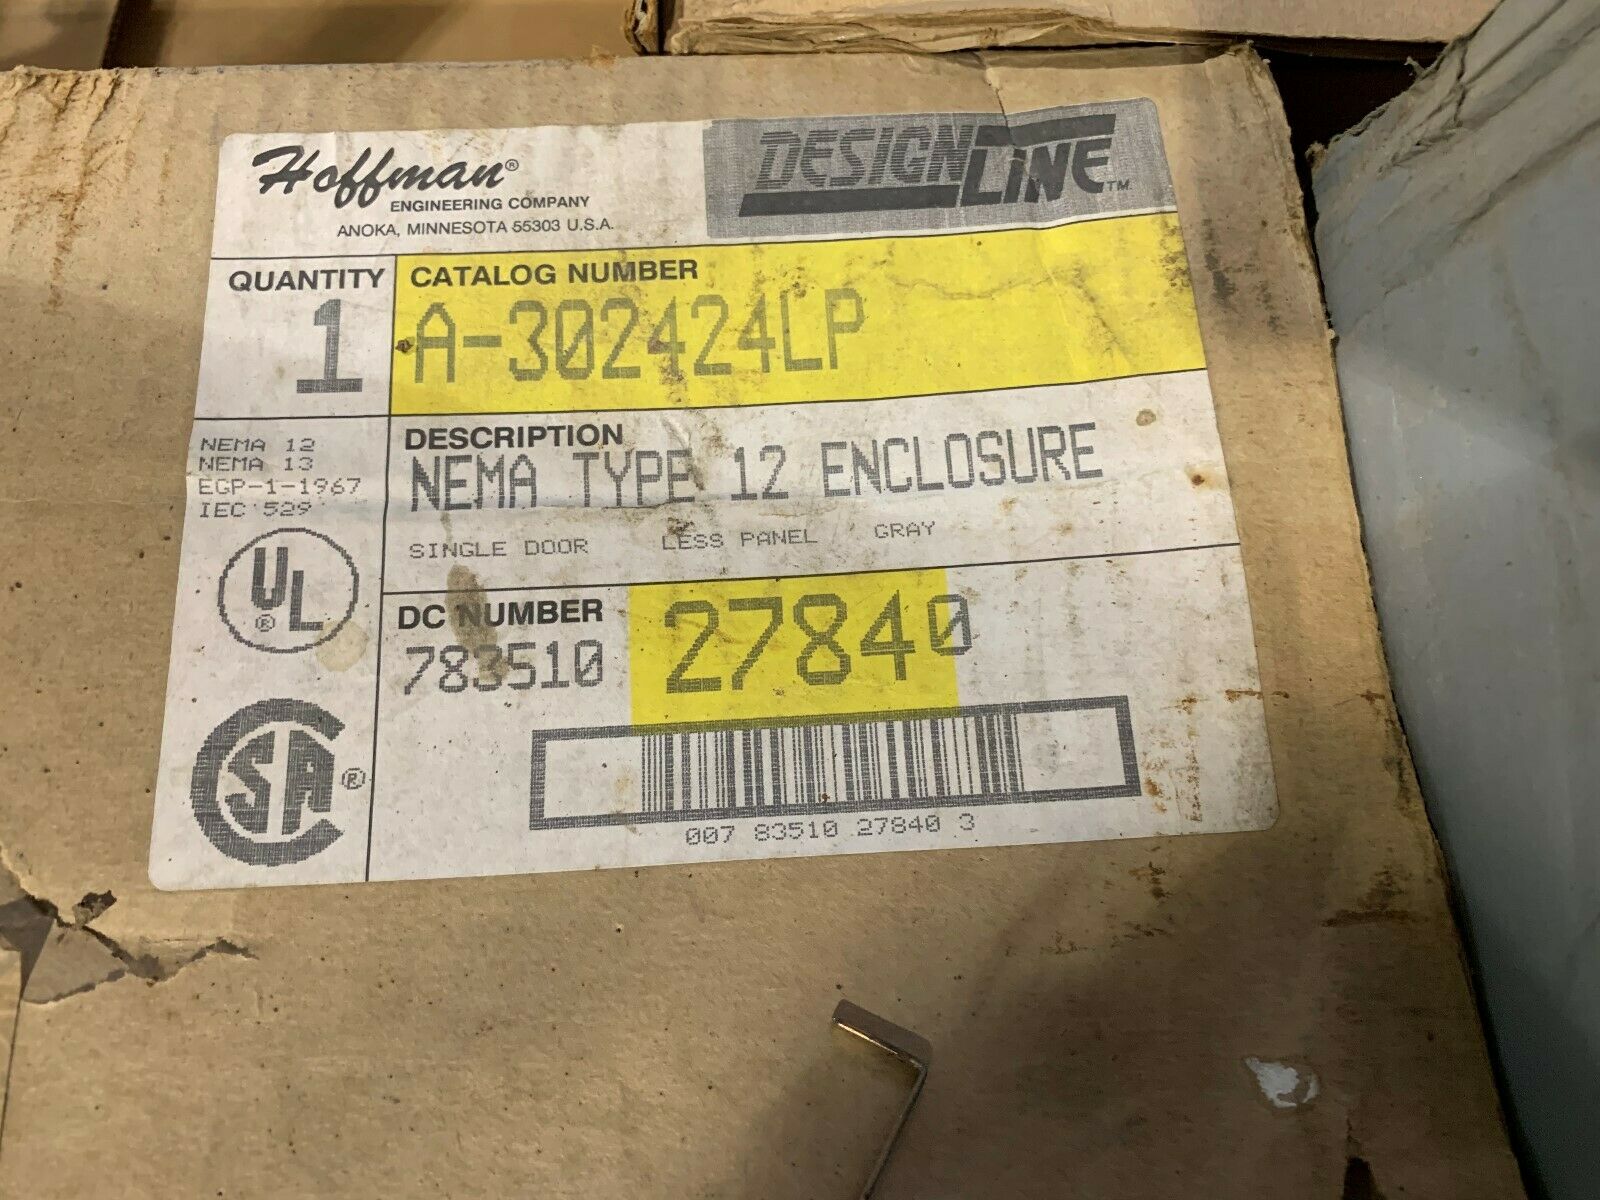 Hoffman®
ENGINEERING COMPANY
ANOKA, MINNESOTA 55303 U.S.A.
DESIGN LINE™
QUANTITY
1
CATALOG NUMBER
A-302424LP
NEMA 12
NEMA 13
EGP-1-1967
IEC 529
DESCRIPTION
NEMA TYPE 12 ENCLOSURE
SINGLE DOOR LESS PANEL GRAY
UL®
DC NUMBER
783510 27840
CSA®
007 83510 27840 3